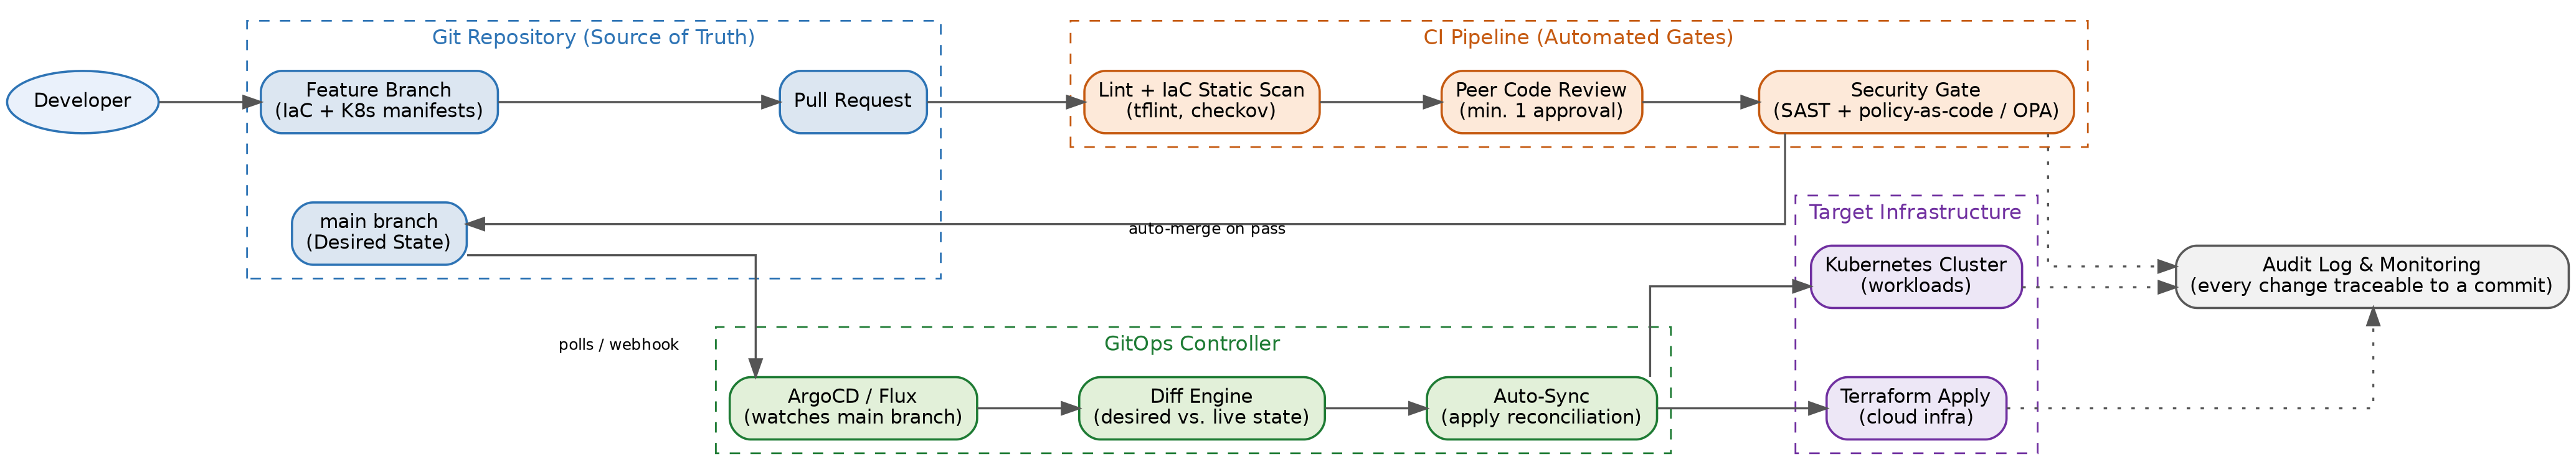 Git Repository (Source of Truth)
CI Pipeline (Automated Gates)
Developer
Feature Branch
(IaC + K8s manifests)
Pull Request
Lint + IaC Static Scan
(tflint, checkov)
Peer Code Review
(min. 1 approval)
Security Gate
(SAST + policy-as-code / OPA)
main branch
(Desired State)
auto-merge on pass
Target Infrastructure
Kubernetes Cluster
(workloads)
Audit Log & Monitoring
(every change traceable to a commit)
polls / webhook
GitOps Controller
ArgoCD / Flux
(watches main branch)
Diff Engine
(desired vs. live state)
Auto-Sync
(apply reconciliation)
Terraform Apply
(cloud infra)